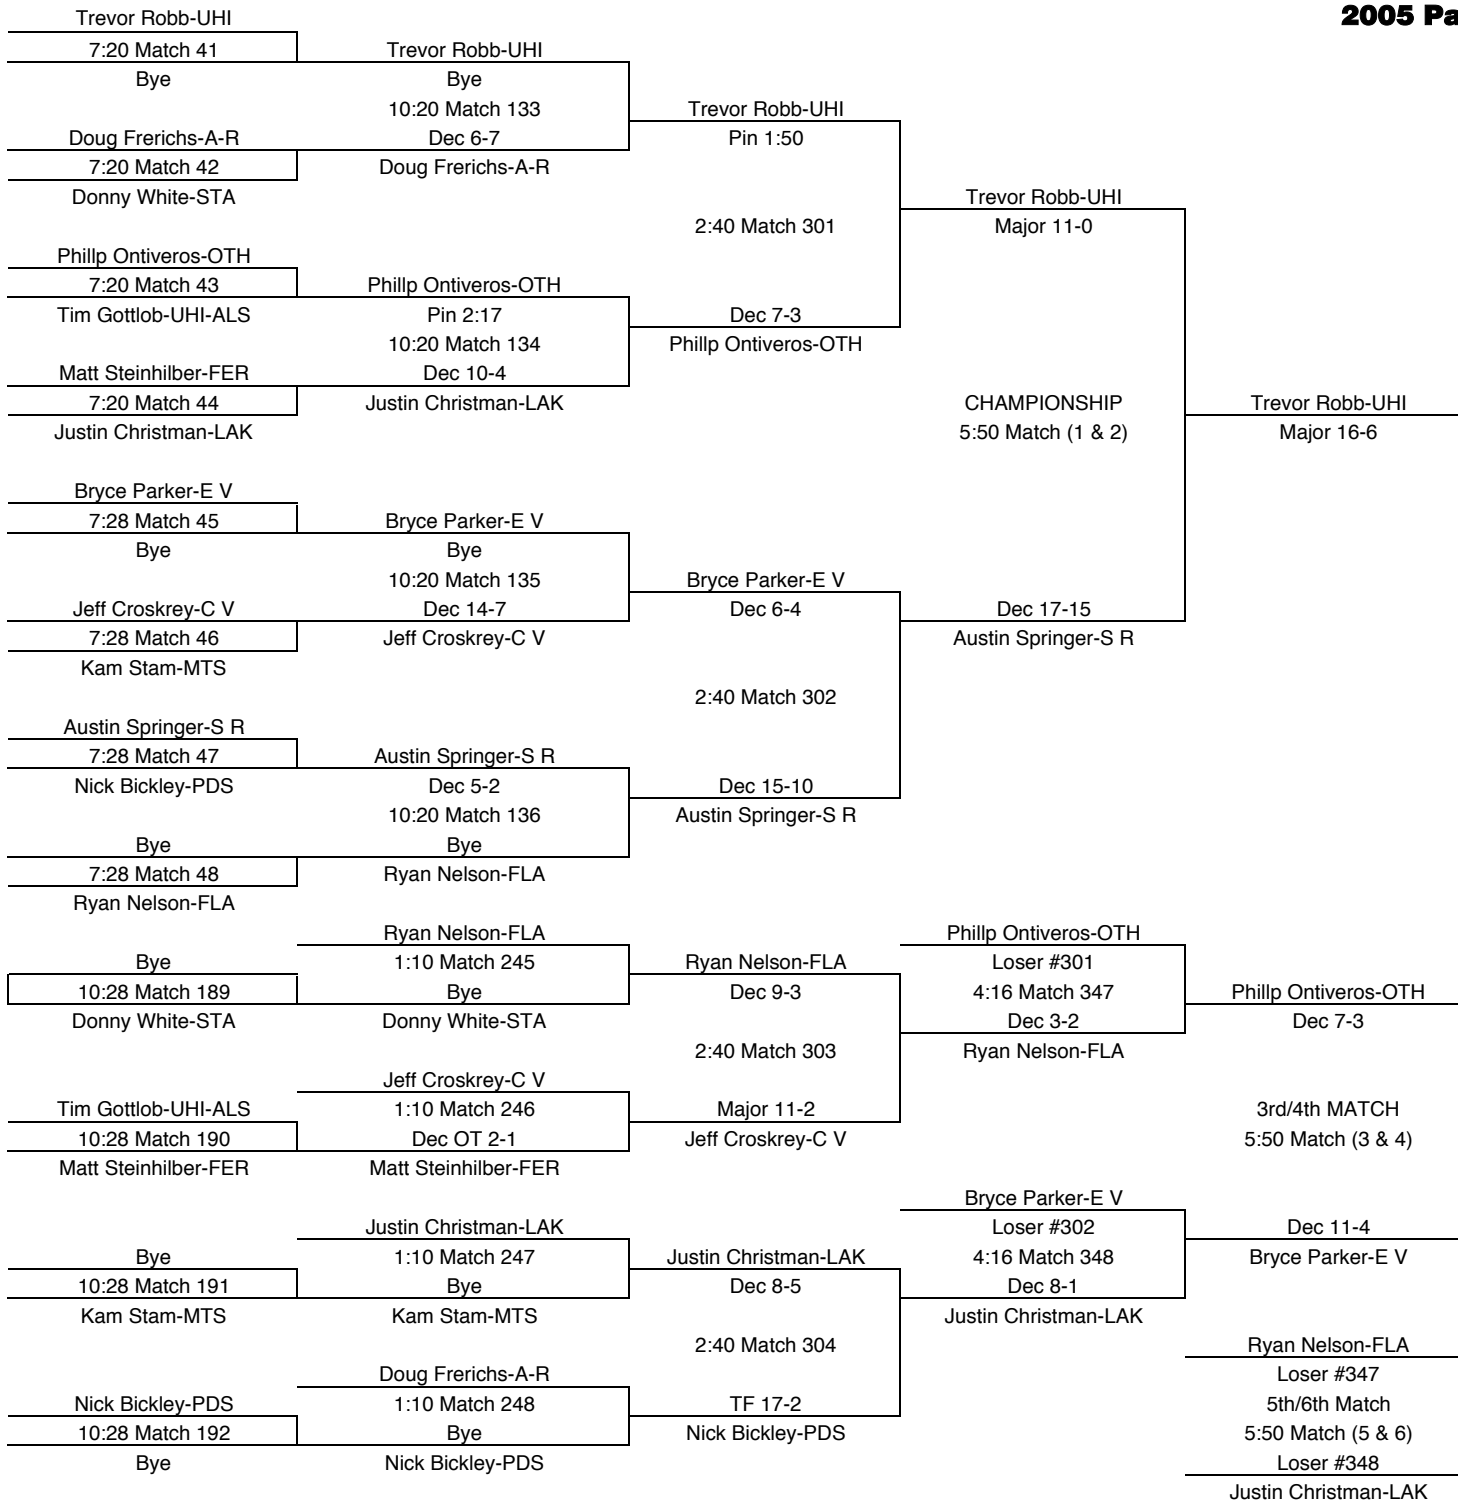 2005 Pa
Trevor Robb-UHI
7:20 Match 41
Trevor Robb-UHI
Bye
Bye
10:20 Match 133
Trevor Robb-UHI
Doug Frerichs-A-R
Dec 6-7
Pin 1:50
7:20 Match 42
Doug Frerichs-A-R
Donny White-STA
Trevor Robb-UHI
2:40 Match 301
Major 11-0
Phillp Ontiveros-OTH
7:20 Match 43
Phillp Ontiveros-OTH
Tim Gottlob-UHI-ALS
Pin 2:17
Dec 7-3
10:20 Match 134
Phillp Ontiveros-OTH
Matt Steinhilber-FER
Dec 10-4
7:20 Match 44
Justin Christman-LAK
CHAMPIONSHIP
Trevor Robb-UHI
Justin Christman-LAK
5:50 Match (1 & 2)
Major 16-6
Bryce Parker-E V
7:28 Match 45
Bryce Parker-E V
Bye
Bye
10:20 Match 135
Bryce Parker-E V
Jeff Croskrey-C V
Dec 14-7
Dec 6-4
Dec 17-15
7:28 Match 46
Jeff Croskrey-C V
Austin Springer-S R
Kam Stam-MTS
2:40 Match 302
Austin Springer-S R
7:28 Match 47
Austin Springer-S R
Nick Bickley-PDS
Dec 5-2
Dec 15-10
10:20 Match 136
Austin Springer-S R
Bye
Bye
7:28 Match 48
Ryan Nelson-FLA
Ryan Nelson-FLA
Ryan Nelson-FLA
Phillp Ontiveros-OTH
Bye
1:10 Match 245
Ryan Nelson-FLA
Loser #301
10:28 Match 189
Bye
Dec 9-3
4:16 Match 347
Phillp Ontiveros-OTH
Donny White-STA
Donny White-STA
Dec 3-2
Dec 7-3
2:40 Match 303
Ryan Nelson-FLA
Jeff Croskrey-C V
Tim Gottlob-UHI-ALS
1:10 Match 246
Major 11-2
3rd/4th MATCH
10:28 Match 190
Dec OT 2-1
Jeff Croskrey-C V
5:50 Match (3 & 4)
Matt Steinhilber-FER
Matt Steinhilber-FER
Bryce Parker-E V
Justin Christman-LAK
Loser #302
Dec 11-4
Bye
1:10 Match 247
Justin Christman-LAK
4:16 Match 348
Bryce Parker-E V
10:28 Match 191
Bye
Dec 8-5
Dec 8-1
Kam Stam-MTS
Kam Stam-MTS
Justin Christman-LAK
2:40 Match 304
Ryan Nelson-FLA
Doug Frerichs-A-R
Loser #347
Nick Bickley-PDS
1:10 Match 248
TF 17-2
5th/6th Match
10:28 Match 192
Bye
Nick Bickley-PDS
5:50 Match (5 & 6)
Bye
Nick Bickley-PDS
Loser #348
Justin Christman-LAK